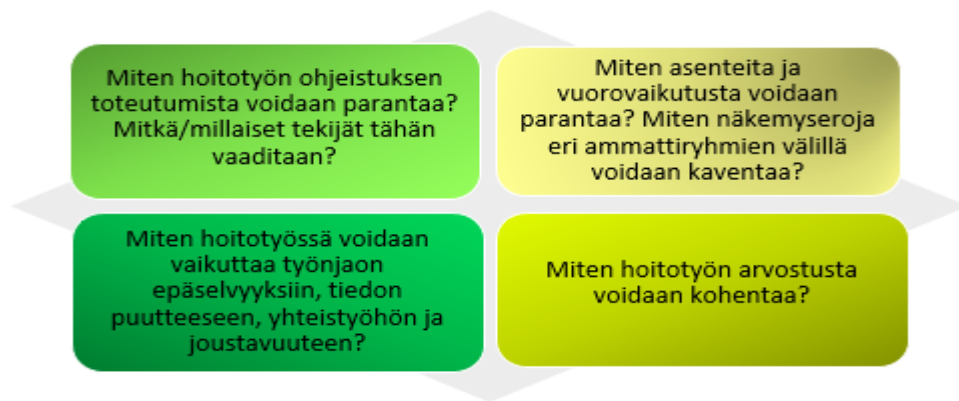 Miten hoitotyön ohjeistuksen
toteutumista voidaan parantaa?
Mitkä/millaiset tekijät tähän
vaaditaan?
Miten asenteita ja
vuorovaikutusta voidaan
parantaa? Miten näkemyseroja
eri ammattiryhmien välillä
voidaan kaventaa?
Miten hoitotyössä voidaan
vaikuttaa työnjaon
epäselvyyksiin, tiedon
puutteeseen, yhteistyöhön ja
joustavuuteen?
Miten hoitotyön arvostusta
voidaan kohentaa?